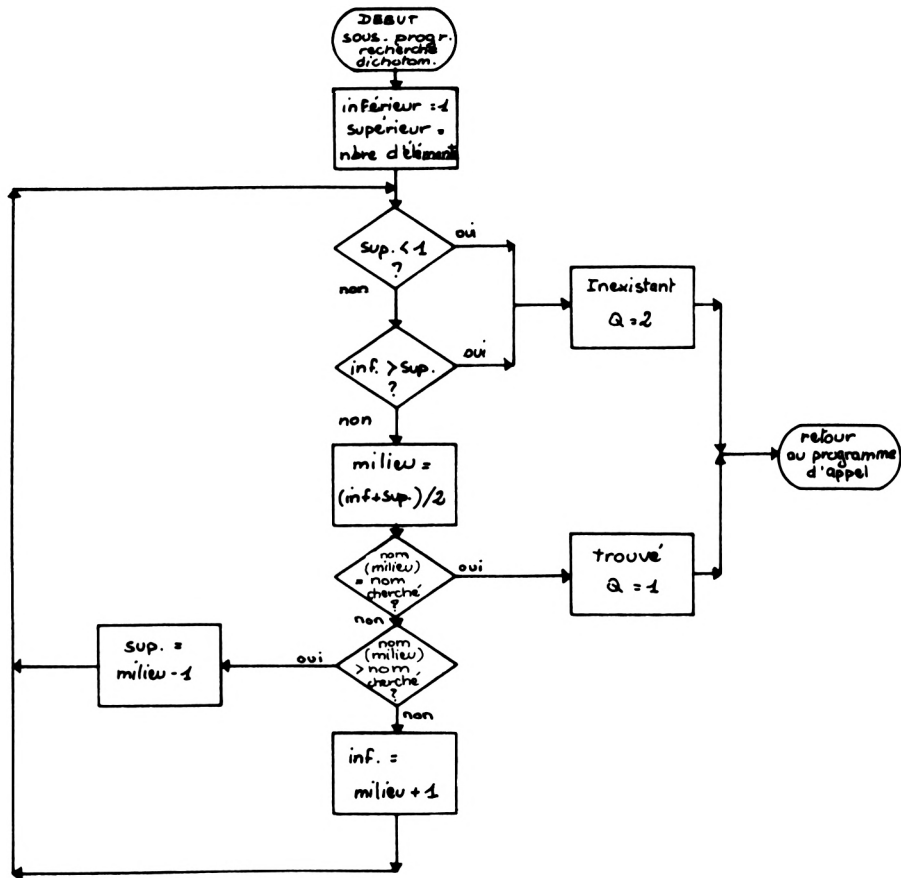 DEBUT
sous. progr.
recherche
dichotom.
inférieur = 1
supérieur =
nbre d'élément
sup. < 1
?
oui
non
Inexistant
Q = 2
inf. > sup.
?
oui
non
retour
au programme
d'appel
milieu =
(inf+sup.)/2
nom
(milieu)
= nom
cherché
?
oui
non
trouvé
Q = 1
nom
(milieu)
> nom
cherché
?
oui
non
sup. =
milieu - 1
inf. =
milieu + 1